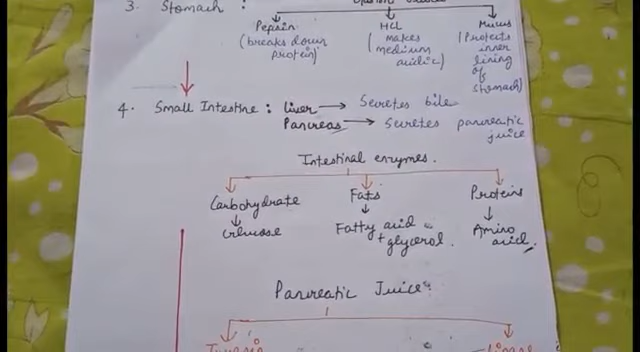 3. Stomach :
Pepsin HCL Mucus
(breaks down protein) (makes medium acidic) (Protects inner lining of stomach)
4. Small Intestine : liver → Secretes bile
Pancreas → Secretes pancreatic juice
Intestinal enzymes.
Carbohydrate Fats Proteins
Glucose Fatty acid + glycerol. Amino acid.
Pancreatic Juice